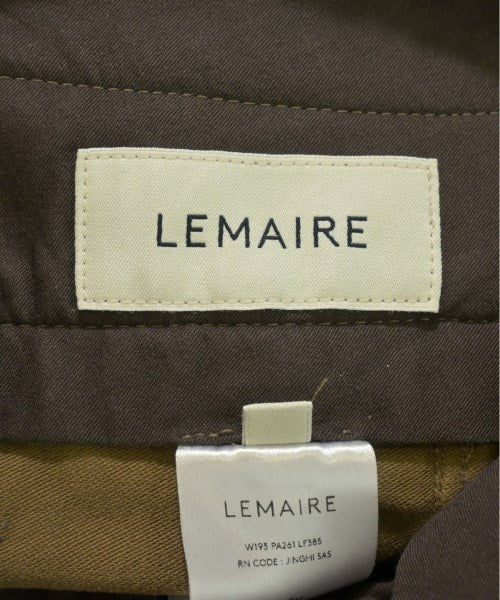 LEMAIRE
LEMAIRE
W193 PA261 LF385
RN CODE : JINGHI SAS